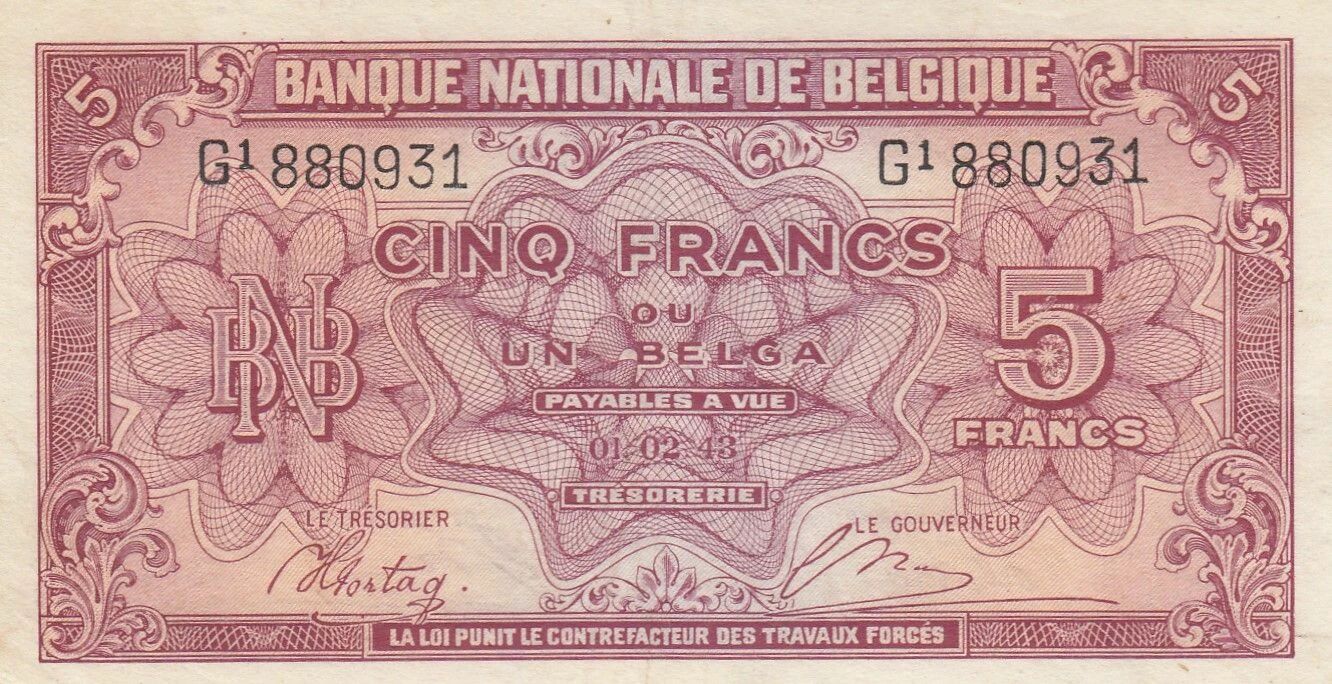 5 BANQUE NATIONALE DE BELGIQUE 5
G1 880931 G1 880931
CINQ FRANCS
OU
UN BELGA
BNB 5
PAYABLES A VUE
FRANCS
01-02-43
TRÉSORERIE
LE TRÉSORIER LE GOUVERNEUR
LA LOI PUNIT LE CONTREFACTEUR DES TRAVAUX FORCÉS